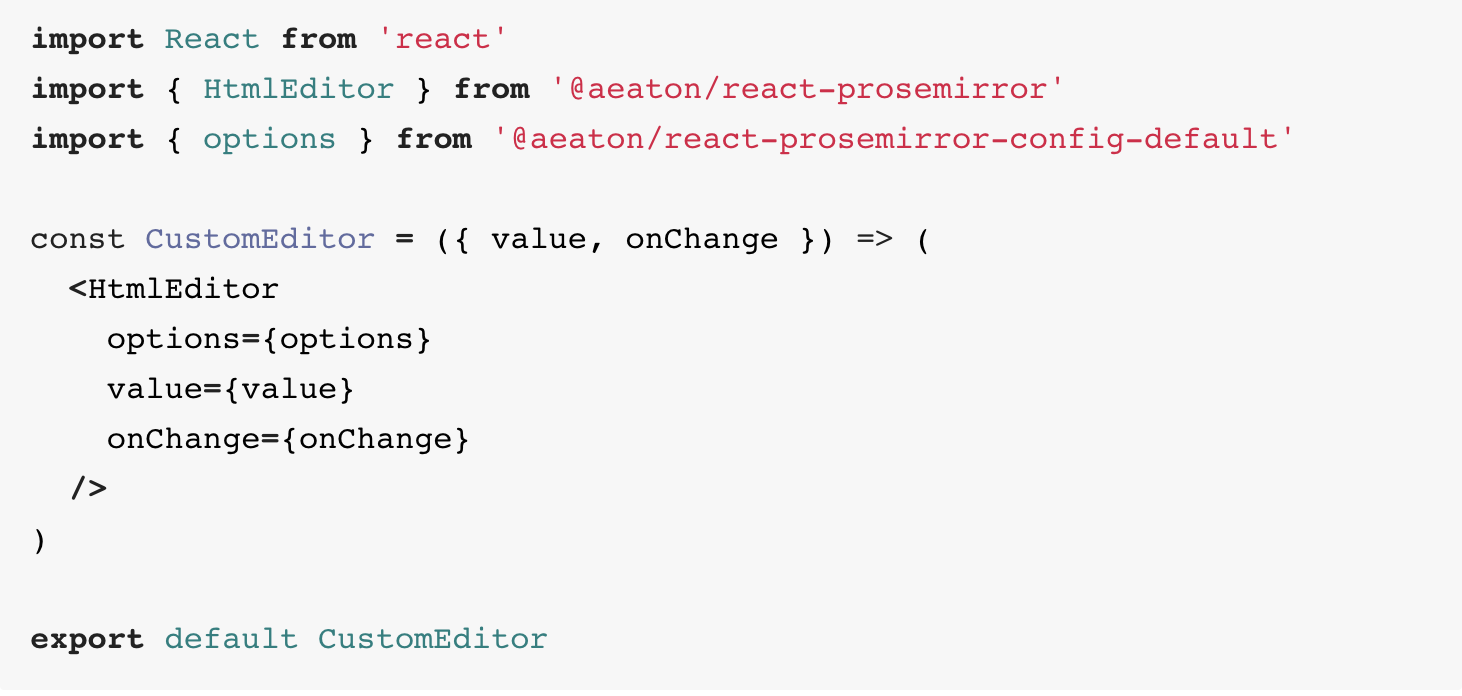 import React from 'react'
import { HtmlEditor } from '@aeaton/react-prosemirror'
import { options } from '@aeaton/react-prosemirror-config-default'

const CustomEditor = ({ value, onChange }) => (
  <HtmlEditor
    options={options}
    value={value}
    onChange={onChange}
  />
)

export default CustomEditor